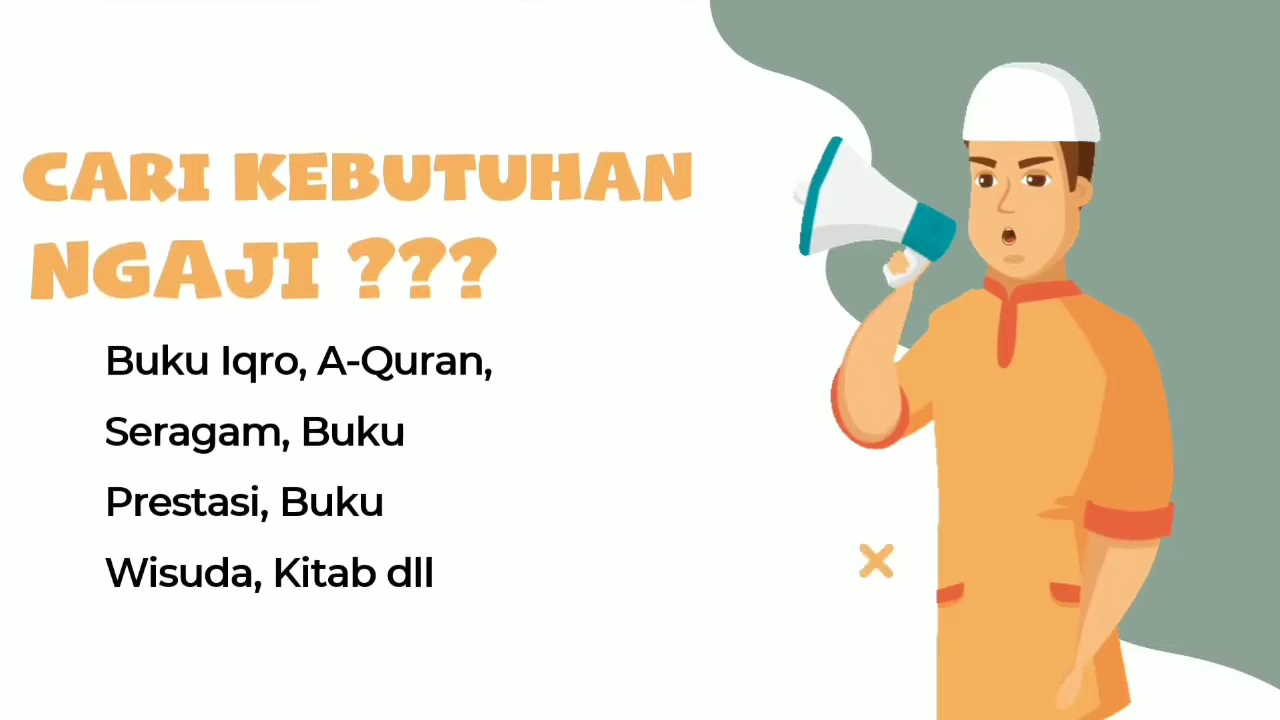 CARI KEBUTUHAN
NGAJI ???
Buku Iqro, A-Quran,
Seragam, Buku
Prestasi, Buku
Wisuda, Kitab dll